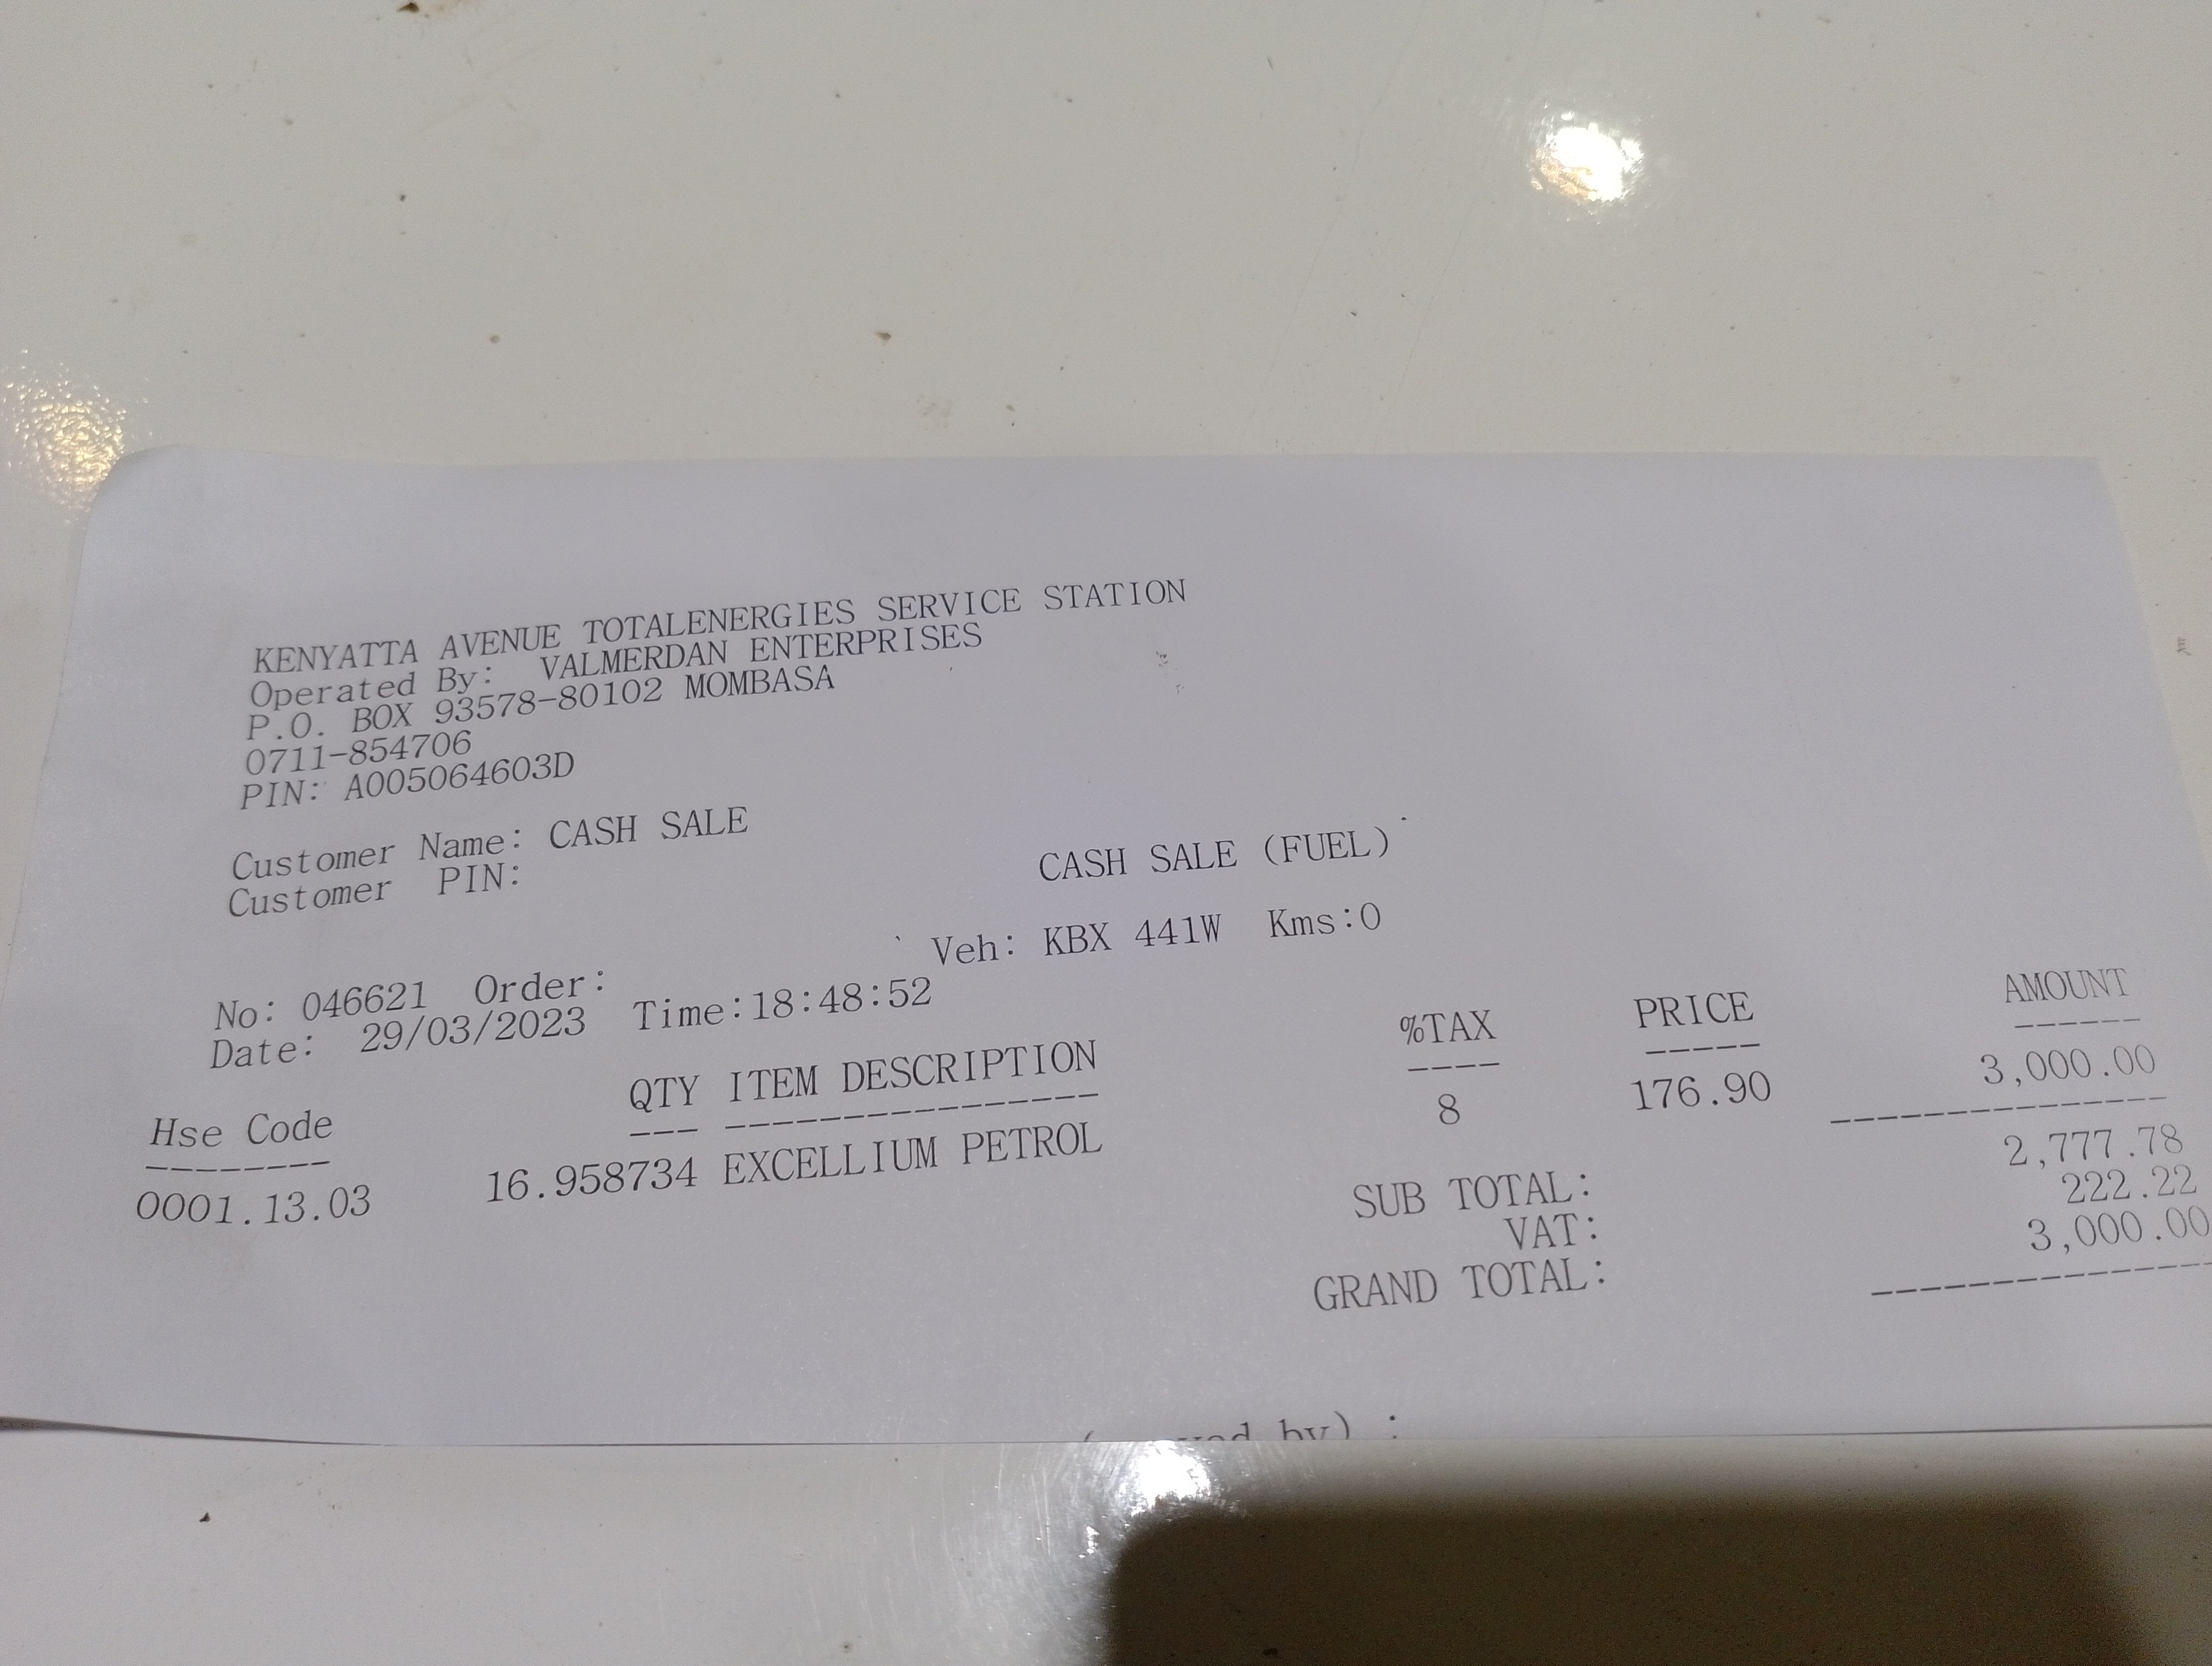 KENYATTA AVENUE TOTALENERGIES SERVICE STATION
Operated By: VALMERDAN ENTERPRISES
P.O. BOX 93578-80102 MOMBASA
0711-854706
PIN: A005064603D
Customer Name: CASH SALE
Customer PIN:
CASH SALE (FUEL)
Veh: KBX 441W Kms:0
No: 046621 Order:
Date: 29/03/2023 Time:18:48:52
Hse Code QTY ITEM DESCRIPTION %TAX PRICE AMOUNT
-------- --- --------------- ---- ----- ------
0001.13.03 16.958734 EXCELLIUM PETROL 8 176.90 3,000.00
SUB TOTAL: 2,777.78
VAT: 222.22
GRAND TOTAL: 3,000.00
by) :